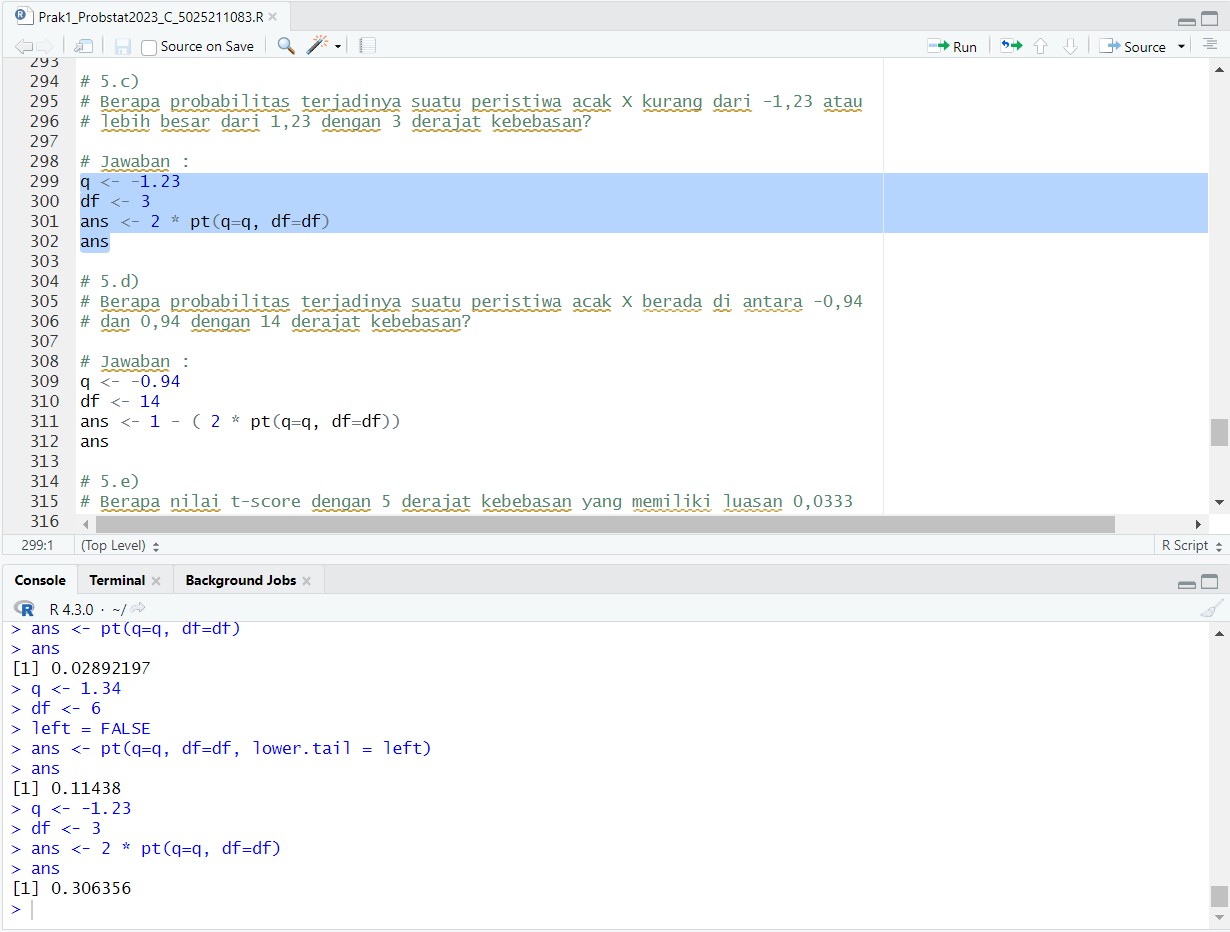 Prak1_Probstat2023_C_5025211083.R
Source on Save
Run
Source
293
294 # 5.c)
295 # Berapa probabilitas terjadinya suatu peristiwa acak X kurang dari -1,23 atau
296 # lebih besar dari 1,23 dengan 3 derajat kebebasan?
297
298 # Jawaban :
299 q <- -1.23
300 df <- 3
301 ans <- 2 * pt(q=q, df=df)
302 ans
303
304 # 5.d)
305 # Berapa probabilitas terjadinya suatu peristiwa acak X berada di antara -0,94
306 # dan 0,94 dengan 14 derajat kebebasan?
307
308 # Jawaban :
309 q <- -0.94
310 df <- 14
311 ans <- 1 - ( 2 * pt(q=q, df=df))
312 ans
313
314 # 5.e)
315 # Berapa nilai t-score dengan 5 derajat kebebasan yang memiliki luasan 0,0333
316
299:1 (Top Level) R Script
Console Terminal Background Jobs
R R 4.3.0 · ~/
> ans <- pt(q=q, df=df)
> ans
[1] 0.02892197
> q <- 1.34
> df <- 6
> left = FALSE
> ans <- pt(q=q, df=df, lower.tail = left)
> ans
[1] 0.11438
> q <- -1.23
> df <- 3
> ans <- 2 * pt(q=q, df=df)
> ans
[1] 0.306356
>